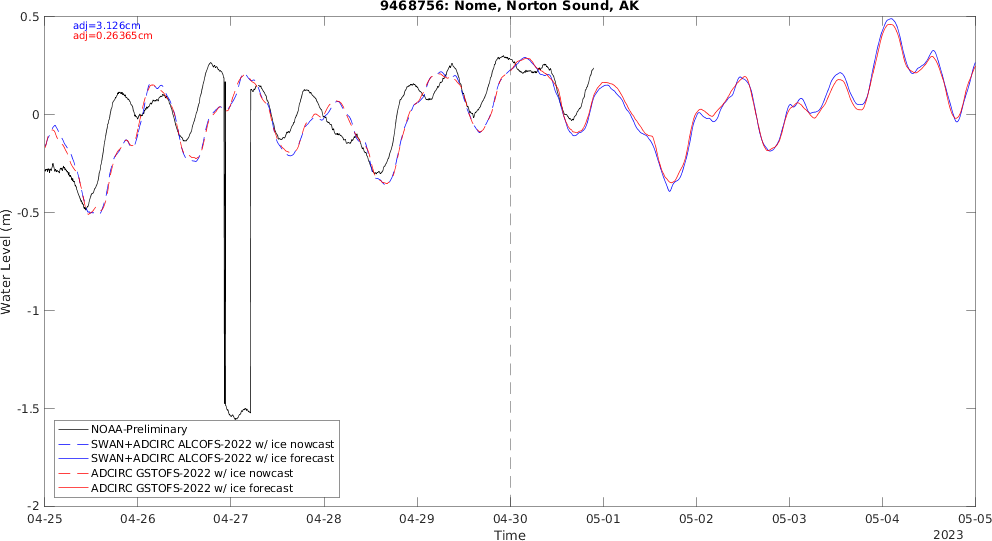 9468756: Nome, Norton Sound, AK
adj=3.126cm
adj=0.26365cm
0.5
0
-0.5
-1
-1.5
-2
Water Level (m)
NOAA-Preliminary
SWAN+ADCIRC ALCOFS-2022 w/ ice nowcast
SWAN+ADCIRC ALCOFS-2022 w/ ice forecast
ADCIRC GSTOFS-2022 w/ ice nowcast
ADCIRC GSTOFS-2022 w/ ice forecast
04-25 04-26 04-27 04-28 04-29 04-30 05-01 05-02 05-03 05-04 05-05
Time
2023